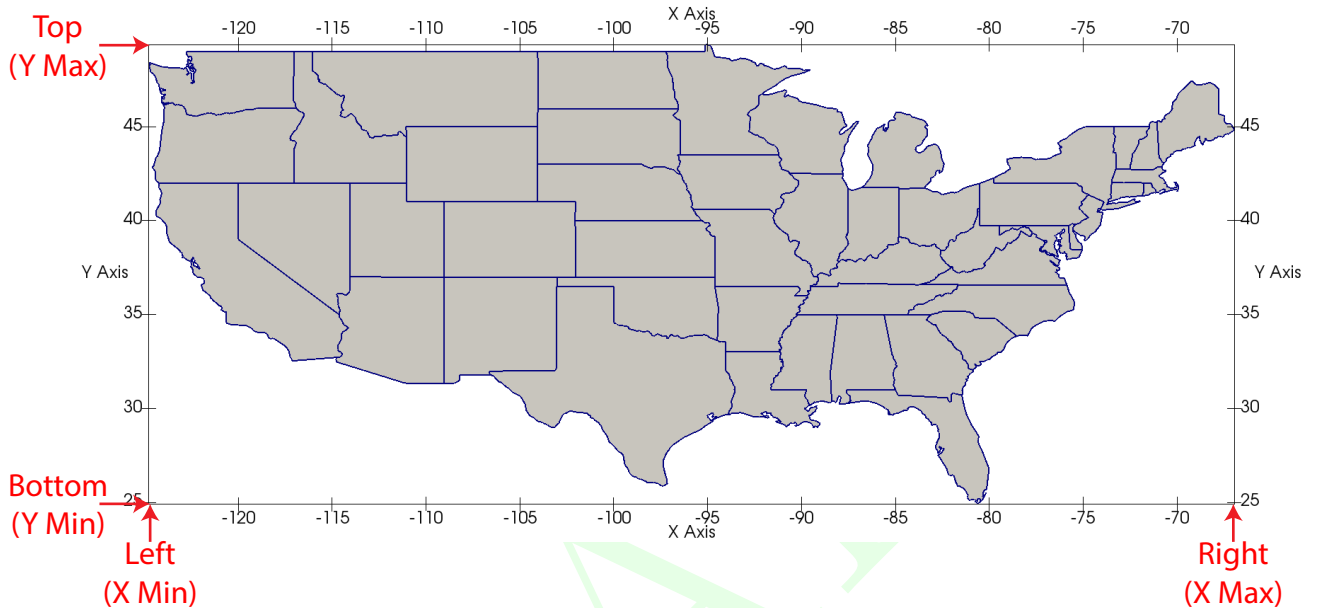 X Axis
Top
(Y Max)
-120 -115 -110 -105 -100 -95 -90 -85 -80 -75 -70
45 45
40 40
Y Axis Y Axis
35 35
30 30
Bottom
(Y Min)
25 25
-120 -115 -110 -105 -100 -95 -90 -85 -80 -75 -70
X Axis
Left
(X Min)
Right
(X Max)